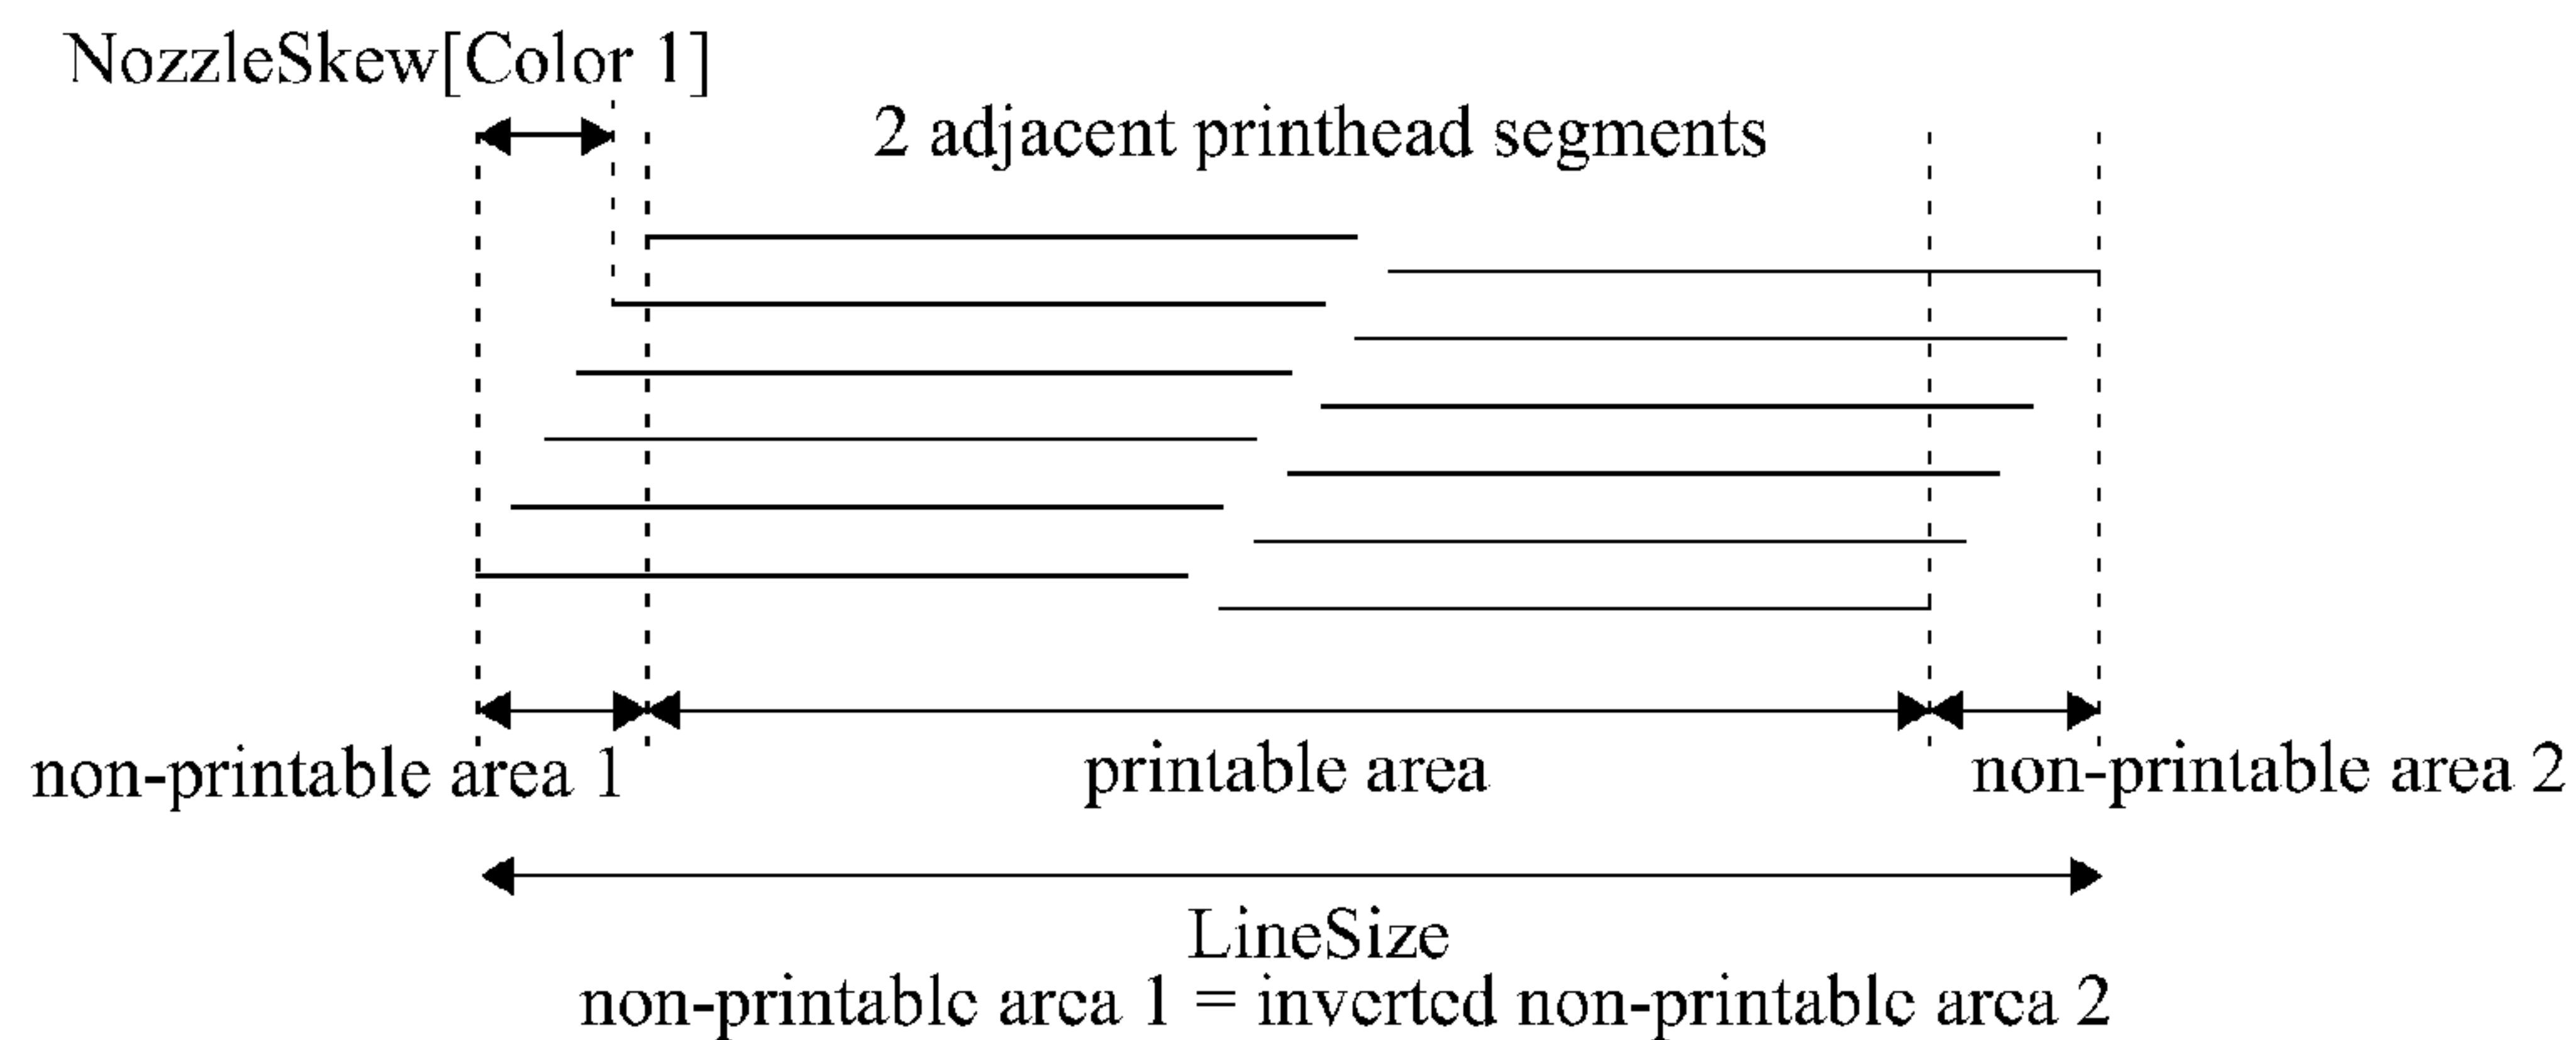 NozzleSkew[Color 1]
2 adjacent printhead segments
non-printable area 1
printable area
non-printable area 2
LineSize
non-printable area 1 = inverted non-printable area 2